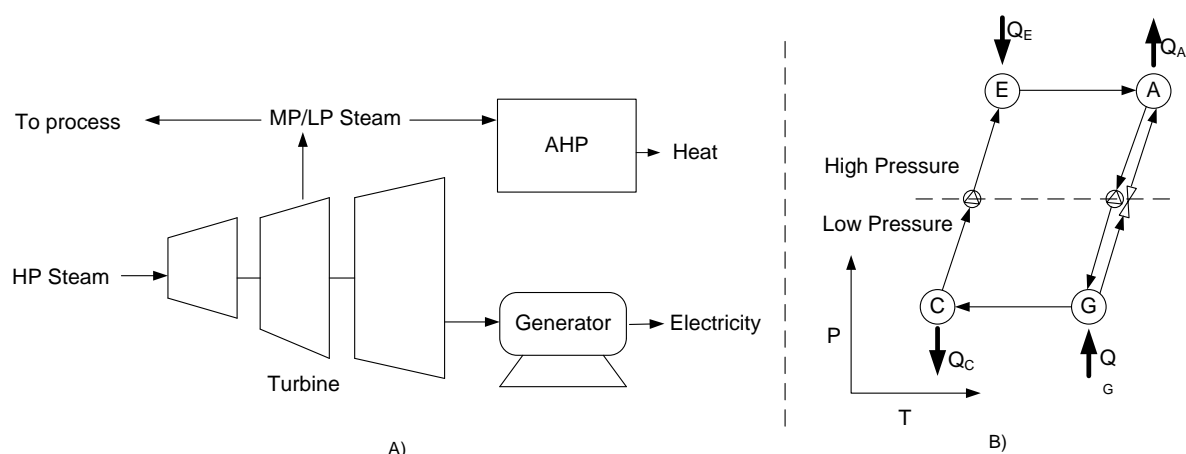 To process
MP/LP Steam
AHP
Heat
HP Steam
Turbine
Generator
Electricity
A)
Q_E
Q_A
E
A
High Pressure
Low Pressure
C
G
Q_C
Q
G
P
T
B)